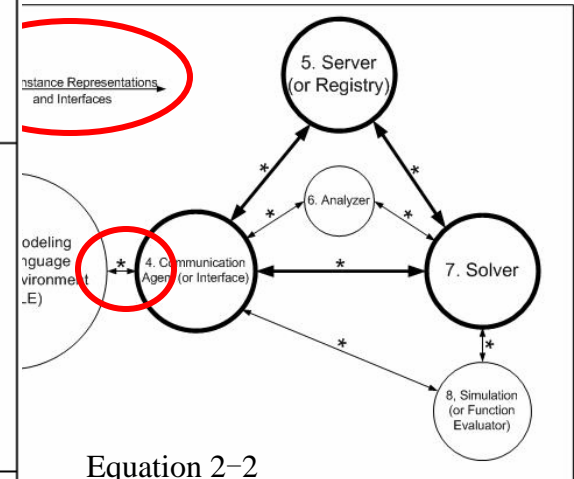 5. Server
(or Registry)
nstance Representations
and Interfaces
*
*
6. Analyzer
*
*
odeling
nguage
vironment
LE)
*
4. Communication
Agent (or Interface)
*
7. Solver
*
*
8, Simulation
(or Function
Evaluator)
Equation 2-2